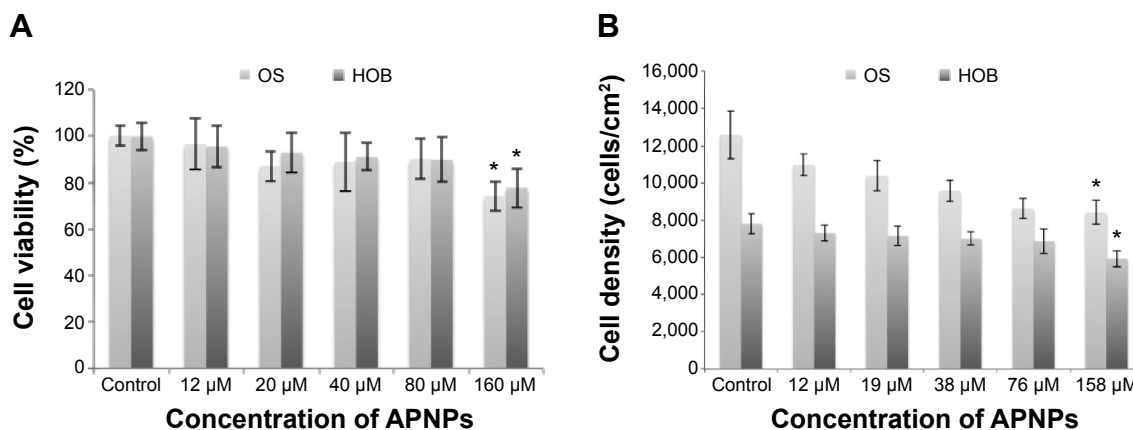 A
OS HOB
Cell viability (%)
120
100
80
60
40
20
0
* *
Control 12 µM 20 µM 40 µM 80 µM 160 µM
Concentration of APNPs
B
OS HOB
Cell density (cells/cm²)
16,000
14,000
12,000
10,000
8,000
6,000
4,000
2,000
0
*
*
Control 12 µM 19 µM 38 µM 76 µM 158 µM
Concentration of APNPs